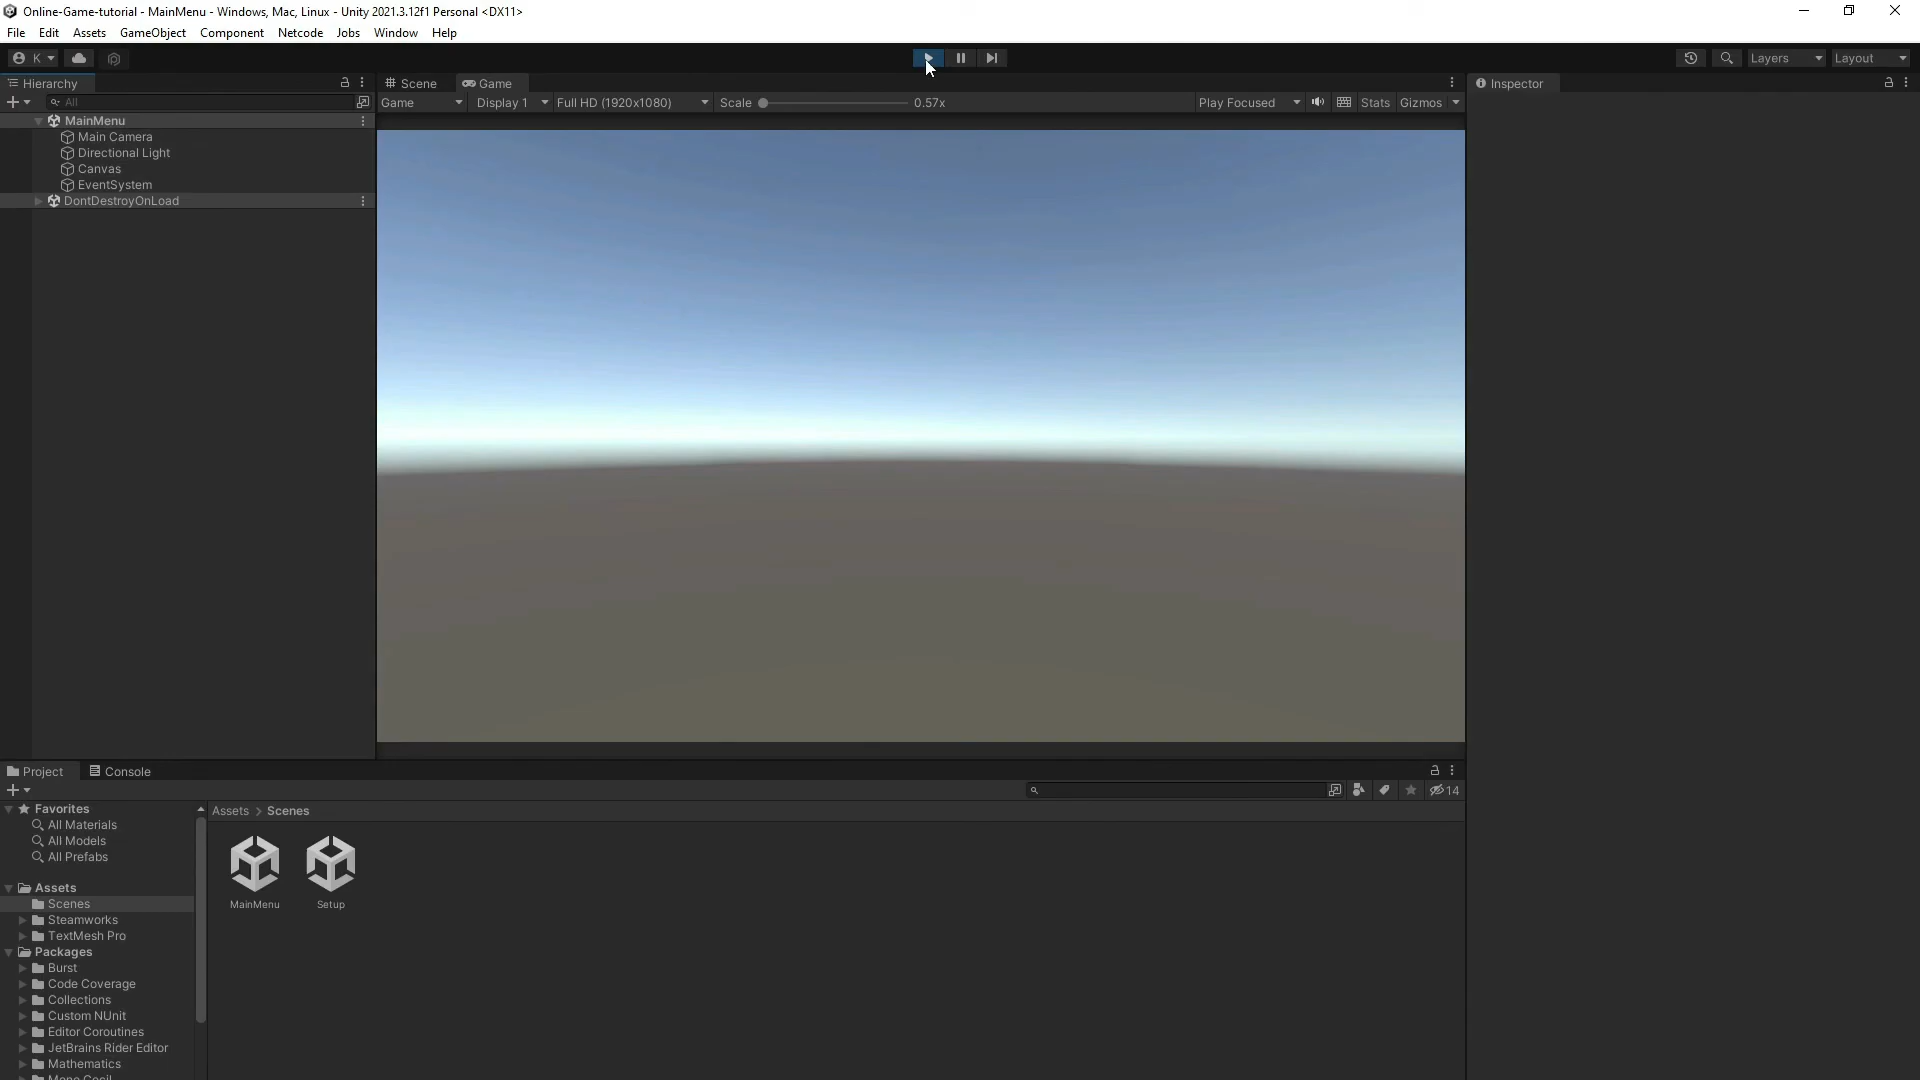 Online-Game-tutorial - MainMenu - Windows, Mac, Linux - Unity 2021.3.12f1 Personal <DX11>
File Edit Assets GameObject Component Netcode Jobs Window Help
K Layers Layout
Hierarchy Scene Game Inspector
All Game Display 1 Full HD (1920x1080) Scale 0.57x Play Focused Stats Gizmos
MainMenu
Main Camera
Directional Light
Canvas
EventSystem
DontDestroyOnLoad
Project Console
14
Favorites Assets > Scenes
All Materials
All Models
All Prefabs
Assets
Scenes MainMenu Setup
Steamworks
TextMesh Pro
Packages
Burst
Code Coverage
Collections
Custom NUnit
Editor Coroutines
JetBrains Rider Editor
Mathematics